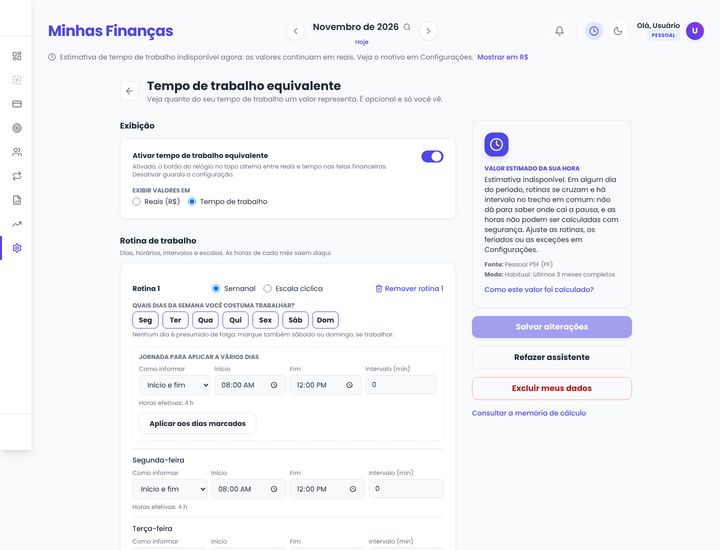 Minhas Finanças
Novembro de 2026
Hoje
Olá, Usuário
PESSOAL
U
Estimativa de tempo de trabalho indisponível agora: os valores continuam em reais. Veja o motivo em Configurações. Mostrar em R$
Tempo de trabalho equivalente
Veja quanto do seu tempo de trabalho um valor representa. É opcional e só você vê.
Exibição
Ativar tempo de trabalho equivalente
Ativado, o botão do relógio no topo alterna entre reais e tempo nas telas financeiras.
Desativar guarda a configuração.
EXIBIR VALORES EM
Reais (R$) Tempo de trabalho
Rotina de trabalho
Dias, horários, intervalos e escalas. As horas de cada mês saem daqui.
Rotina 1 Semanal Escala cíclica Remover rotina 1
QUAIS DIAS DA SEMANA VOCÊ COSTUMA TRABALHAR?
Seg Ter Qua Qui Sex Sáb Dom
Nenhum dia é presumido de folga: marque também sábado ou domingo, se trabalhar.
JORNADA PARA APLICAR A VÁRIOS DIAS
Como informar Início Fim Intervalo (min)
Início e fim 08:00 AM 12:00 PM 0
Horas efetivas: 4 h
Aplicar aos dias marcados
Segunda-feira
Como informar Início Fim Intervalo (min)
Início e fim 08:00 AM 12:00 PM 0
Horas efetivas: 4 h
Terça-feira
Como informar Início Fim Intervalo (min)
VALOR ESTIMADO DA SUA HORA
Estimativa indisponível. Em algum dia
do período, rotinas se cruzam e há
intervalo no trecho em comum: não
dá para saber onde cai a pausa, e as
horas não podem ser calculadas com
segurança. Ajuste as rotinas, os
feriados ou as exceções em
Configurações.
Fonte: Pessoal P5F (PF)
Modo: Habitual: últimos 3 meses completos
Como este valor foi calculado?
Salvar alterações
Refazer assistente
Excluir meus dados
Consultar a memória de cálculo